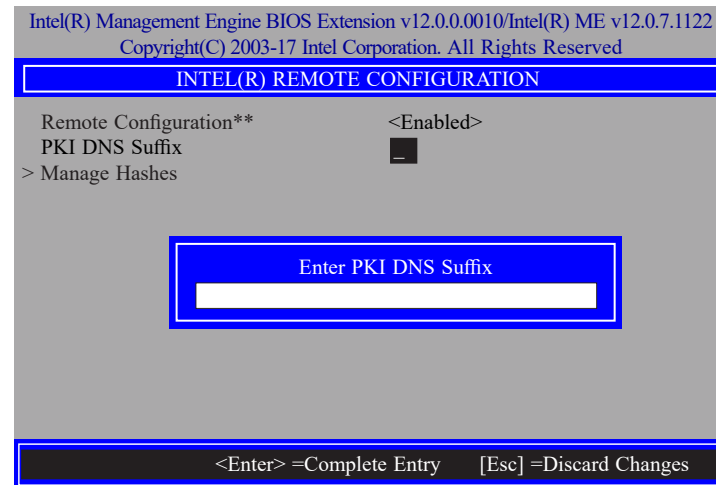 Intel(R) Management Engine BIOS Extension v12.0.0.0010/Intel(R) ME v12.0.7.1122
Copyright(C) 2003-17 Intel Corporation. All Rights Reserved
INTEL(R) REMOTE CONFIGURATION
Remote Configuration** <Enabled>
PKI DNS Suffix _
> Manage Hashes
Enter PKI DNS Suffix
<Enter> =Complete Entry [Esc] =Discard Changes